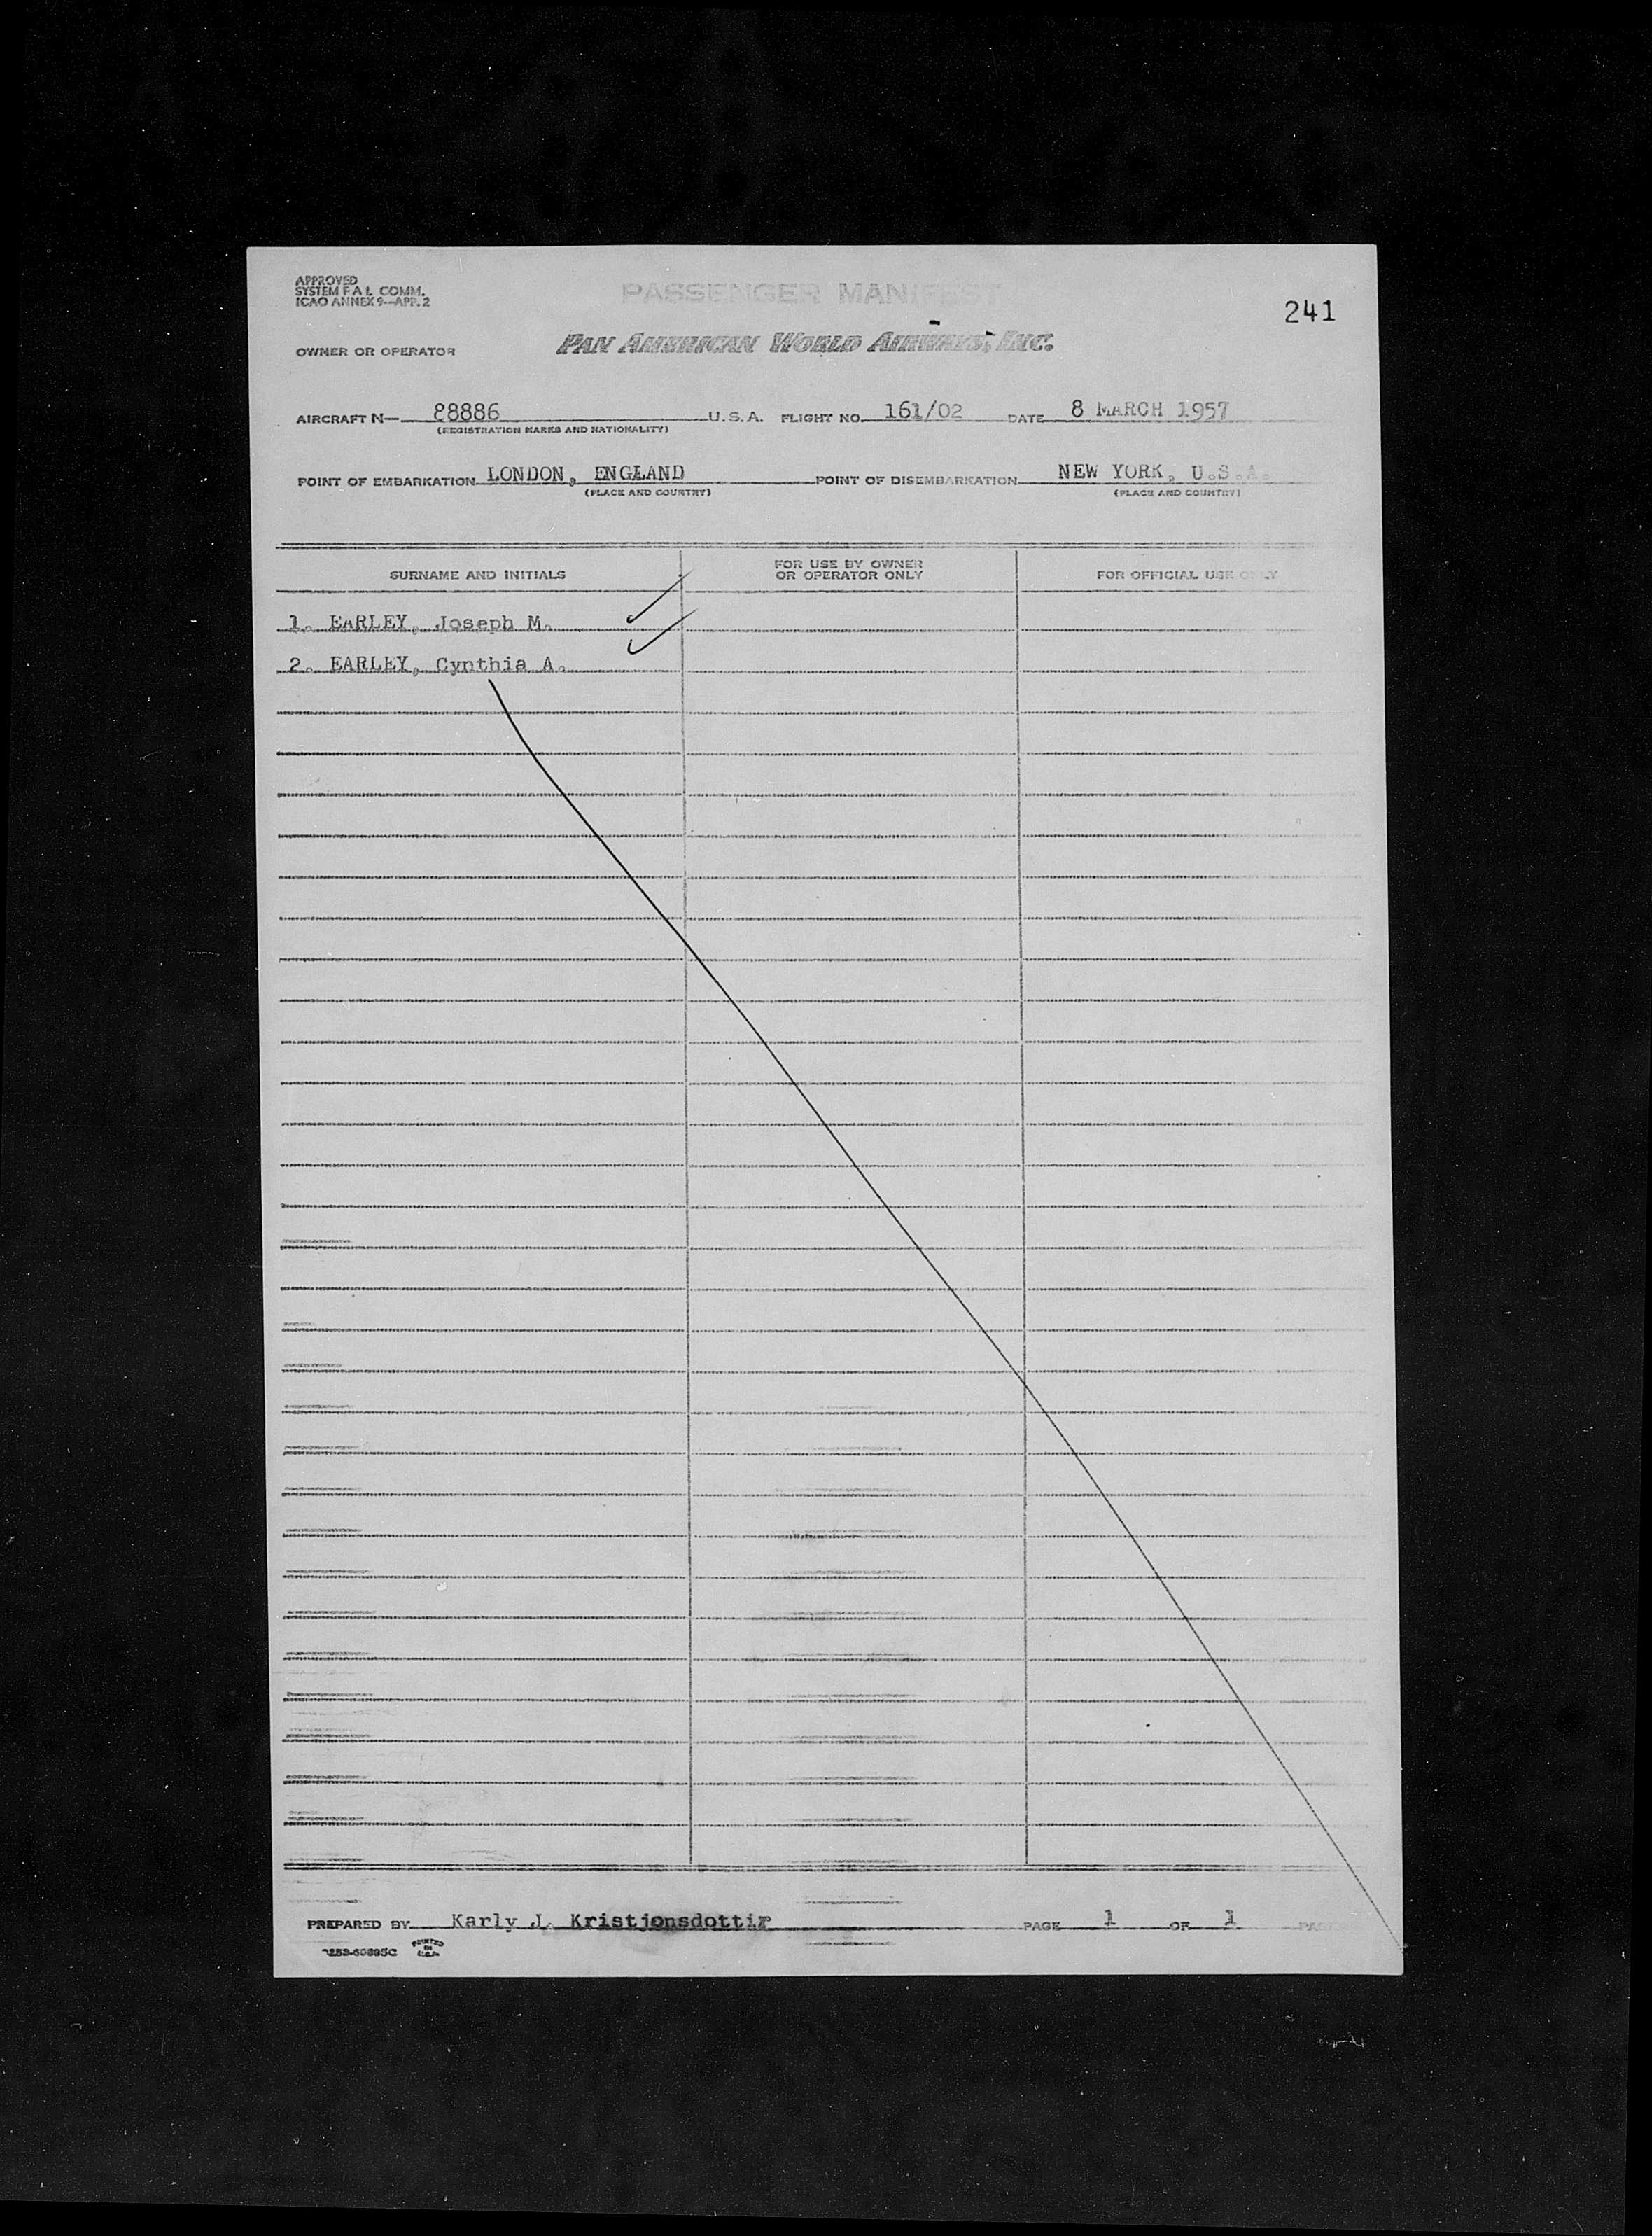 APPROVED
SYSTEM F A L COMM.
ICAO ANNEX 9—APP. 2
PASSENGER MANIFEST
241
OWNER OR OPERATOR PAN AMERICAN WORLD AIRWAYS, INC.
AIRCRAFT N— 88886 U.S.A. FLIGHT NO. 161/02 DATE 8 MARCH 1957
(REGISTRATION MARKS AND NATIONALITY)
POINT OF EMBARKATION LONDON, ENGLAND POINT OF DISEMBARKATION NEW YORK, U.S.A.
(PLACE AND COUNTRY) (PLACE AND COUNTRY)
SURNAME AND INITIALS FOR USE BY OWNER OR OPERATOR ONLY FOR OFFICIAL USE ONLY
1. EARLEY, Joseph M.
2. EARLEY, Cynthia A.
PREPARED BY Karly J. Kristjonsdottir PAGE 1 OF 1
PRINTED IN U.S.A.